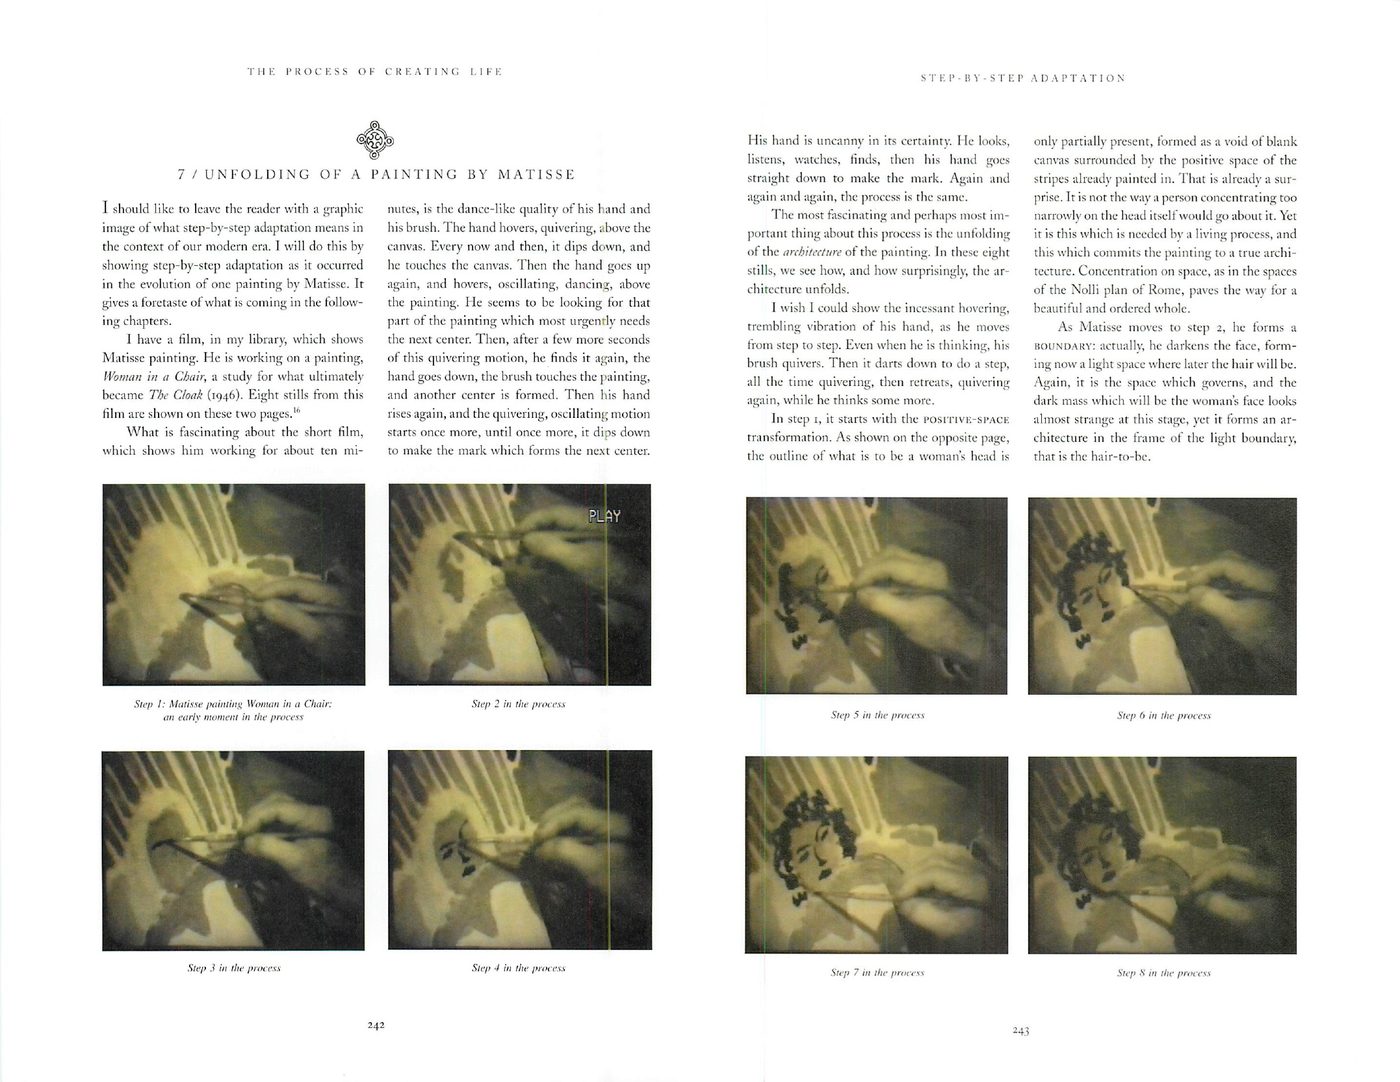 THE PROCESS OF CREATING LIFE
7 / UNFOLDING OF A PAINTING BY MATISSE
I should like to leave the reader with a graphic
image of what step-by-step adaptation means in
the context of our modern era. I will do this by
showing step-by-step adaptation as it occurred
in the evolution of one painting by Matisse. It
gives a foretaste of what is coming in the follow-
ing chapters.
I have a film, in my library, which shows
Matisse painting. He is working on a painting,
Woman in a Chair, a study for what ultimately
became The Cloak (1946). Eight stills from this
film are shown on these two pages.16
What is fascinating about the short film,
which shows him working for about ten mi-
nutes, is the dance-like quality of his hand and
his brush. The hand hovers, quivering, above the
canvas. Every now and then, it dips down, and
he touches the canvas. Then the hand goes up
again, and hovers, oscillating, dancing, above
the painting. He seems to be looking for that
part of the painting which most urgently needs
the next center. Then, after a few more seconds
of this quivering motion, he finds it again, the
hand goes down, the brush touches the painting,
and another center is formed. Then his hand
rises again, and the quivering, oscillating motion
starts once more, until once more, it dips down
to make the mark which forms the next center.
PLAY
Step 1: Matisse painting Woman in a Chair:
an early moment in the process
Step 2 in the process
Step 3 in the process
Step 4 in the process
242
STEP-BY-STEP ADAPTATION
His hand is uncanny in its certainty. He looks,
listens, watches, finds, then his hand goes
straight down to make the mark. Again and
again and again, the process is the same.
The most fascinating and perhaps most im-
portant thing about this process is the unfolding
of the architecture of the painting. In these eight
stills, we see how, and how surprisingly, the ar-
chitecture unfolds.
I wish I could show the incessant hovering,
trembling vibration of his hand, as he moves
from step to step. Even when he is thinking, his
brush quivers. Then it darts down to do a step,
all the time quivering, then retreats, quivering
again, while he thinks some more.
In step 1, it starts with the POSITIVE-SPACE
transformation. As shown on the opposite page,
the outline of what is to be a woman's head is
only partially present, formed as a void of blank
canvas surrounded by the positive space of the
stripes already painted in. That is already a sur-
prise. It is not the way a person concentrating too
narrowly on the head itself would go about it. Yet
it is this which is needed by a living process, and
this which commits the painting to a true archi-
tecture. Concentration on space, as in the spaces
of the Nolli plan of Rome, paves the way for a
beautiful and ordered whole.
As Matisse moves to step 2, he forms a
BOUNDARY: actually, he darkens the face, form-
ing now a light space where later the hair will be.
Again, it is the space which governs, and the
dark mass which will be the woman's face looks
almost strange at this stage, yet it forms an ar-
chitecture in the frame of the light boundary,
that is the hair-to-be.
Step 5 in the process
Step 6 in the process
Step 7 in the process
Step 8 in the process
243